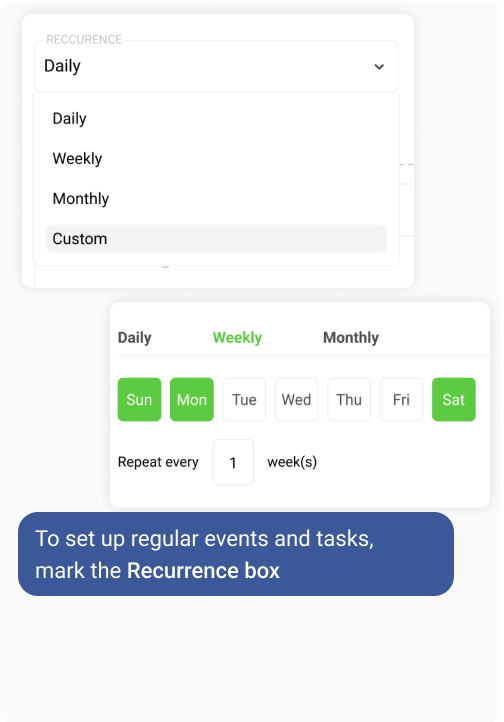 RECCURENCE
Daily
Daily
Weekly
Monthly
Custom
Daily Weekly Monthly
Sun Mon Tue Wed Thu Fri Sat
Repeat every 1 week(s)
To set up regular events and tasks,
mark the Recurrence box